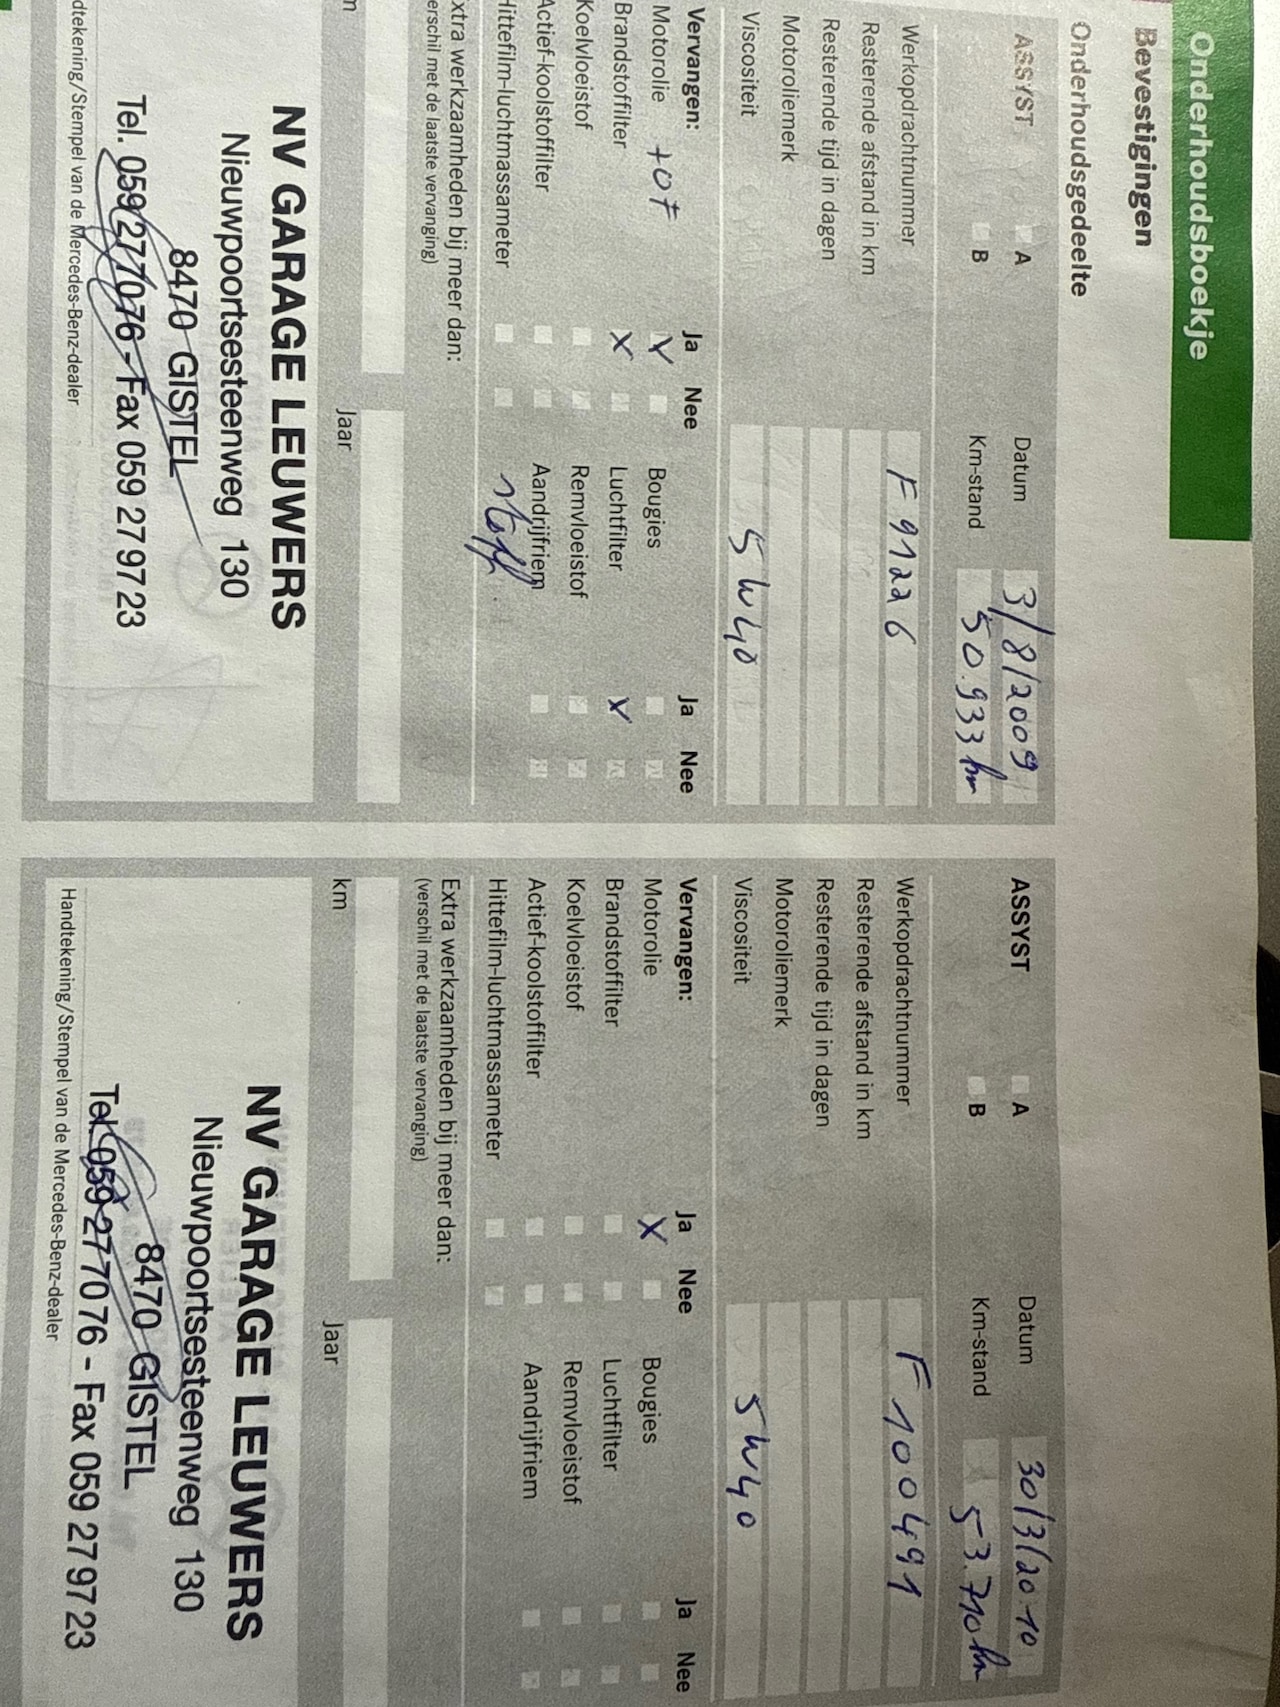 Onderhoudsboekje
Bevestigingen
Onderhoudsgedeelte
ASSYST A Datum 3/8/2009
B Km-stand 50.933 km
Werkopdrachtnummer F 91226
Resterende afstand in km
Resterende tijd in dagen
Motoroliemerk
Viscositeit 5W40
Vervangen: Ja Nee Ja Nee
Motorolie + OF X Bougies
Brandstoffilter X Luchtfilter X
Koelvloeistof Remvloeistof
Actief-koolstoffilter Aandrijfriem
Hittefilm-luchtmassameter
xtra werkzaamheden bij meer dan:
erschil met de laatste vervanging)
m Jaar
NV GARAGE LEUWERS
Nieuwpoortsesteenweg 130
8470 GISTEL
Tel. 059 27 70 76 - Fax 059 27 97 23
dtekening/Stempel van de Mercedes-Benz-dealer
ASSYST A Datum 30/3/2010
B Km-stand 53.710 km
Werkopdrachtnummer F 100491
Resterende afstand in km
Resterende tijd in dagen
Motoroliemerk
Viscositeit 5W40
Vervangen: Ja Nee Ja Nee
Motorolie X Bougies
Brandstoffilter Luchtfilter
Koelvloeistof Remvloeistof
Actief-koolstoffilter Aandrijfriem
Hittefilm-luchtmassameter
Extra werkzaamheden bij meer dan:
(verschil met de laatste vervanging)
km Jaar
NV GARAGE LEUWERS
Nieuwpoortsesteenweg 130
8470 GISTEL
Tel. 059 27 70 76 - Fax 059 27 97 23
Handtekening/Stempel van de Mercedes-Benz-dealer